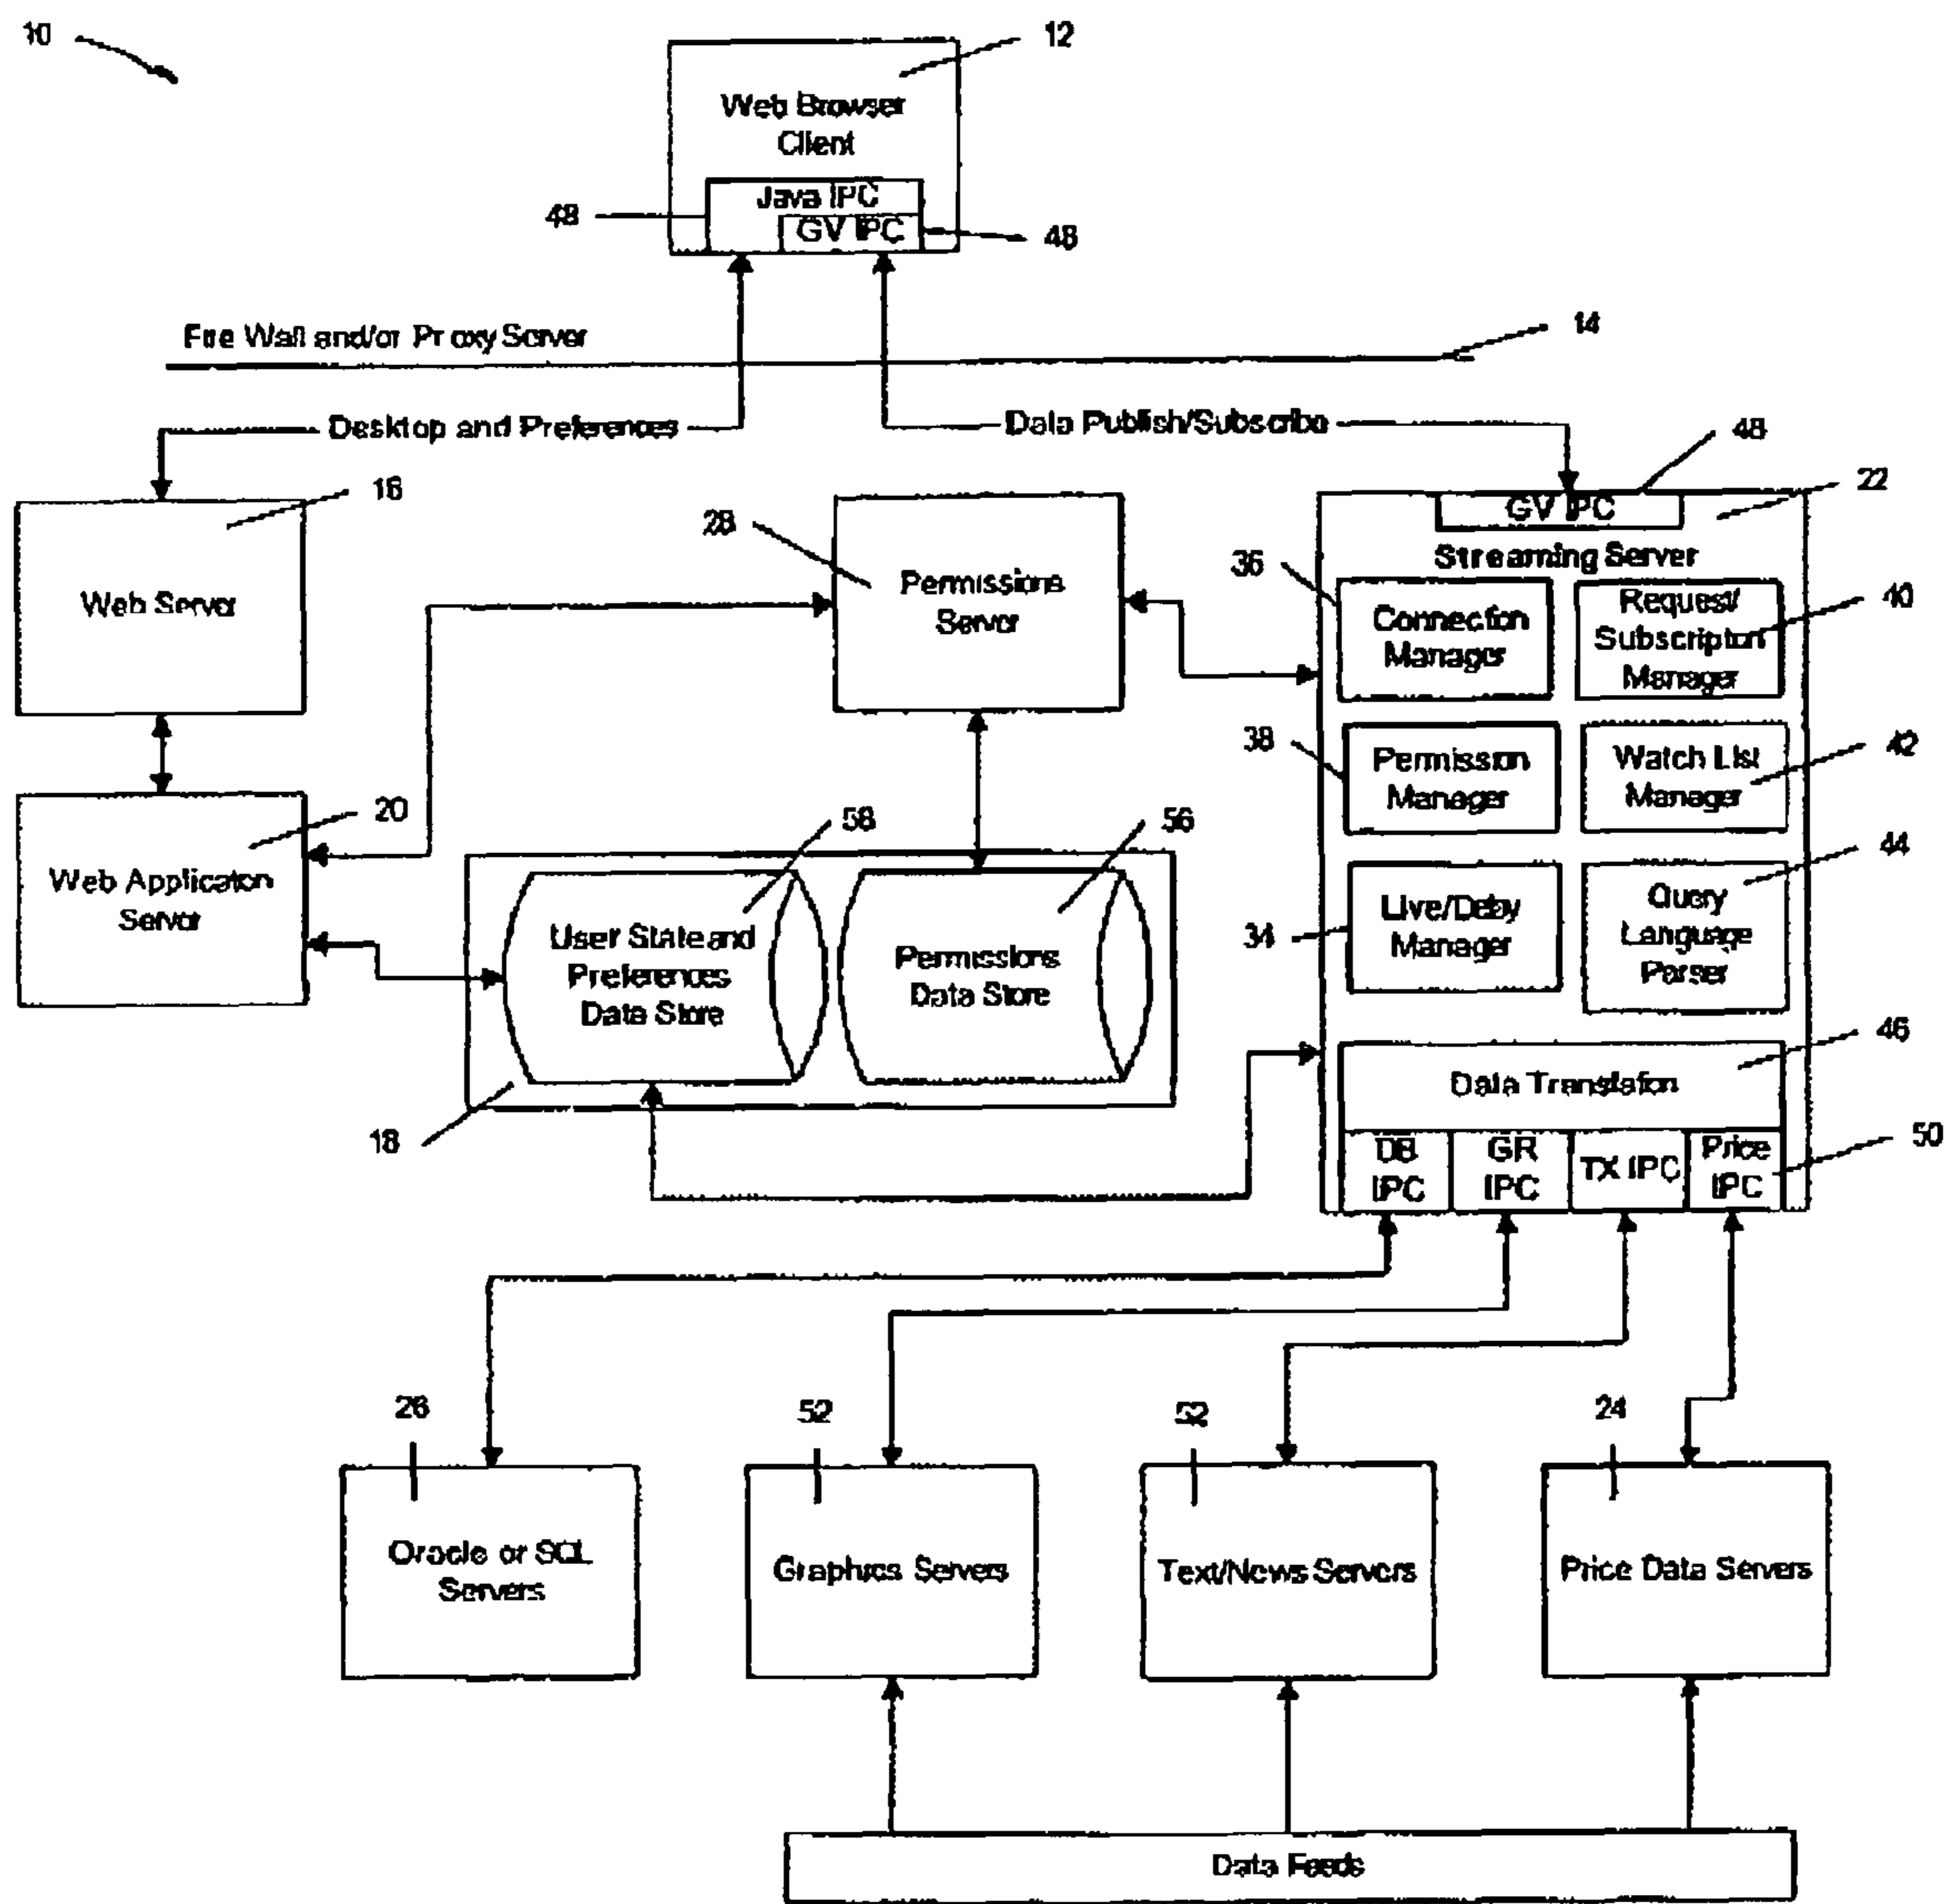 10
12
Web Browser
Client
Java IPC
48
GV IPC
48
Fire Wall and/or Proxy Server
14
Desktop and Preferences
Data Publish/Subscribe
48
16
22
GV IPC
28
Streaming Server
36
Web Server
Permissions
Server
Connection
Manager
Request/
Subscription
Manager
40
38
Permission
Manager
Watch List
Manager
42
20
58
56
44
Web Application
Server
User State and
Preferences
Data Store
Permissions
Data Store
34
Live/Delay
Manager
Query
Language
Parser
46
Data Translation
18
50
DB
IPC
GR
IPC
TX IPC
Price
IPC
26
52
52
24
Oracle or SQL
Servers
Graphics Servers
Text/News Servers
Price Data Servers
Data Feeds